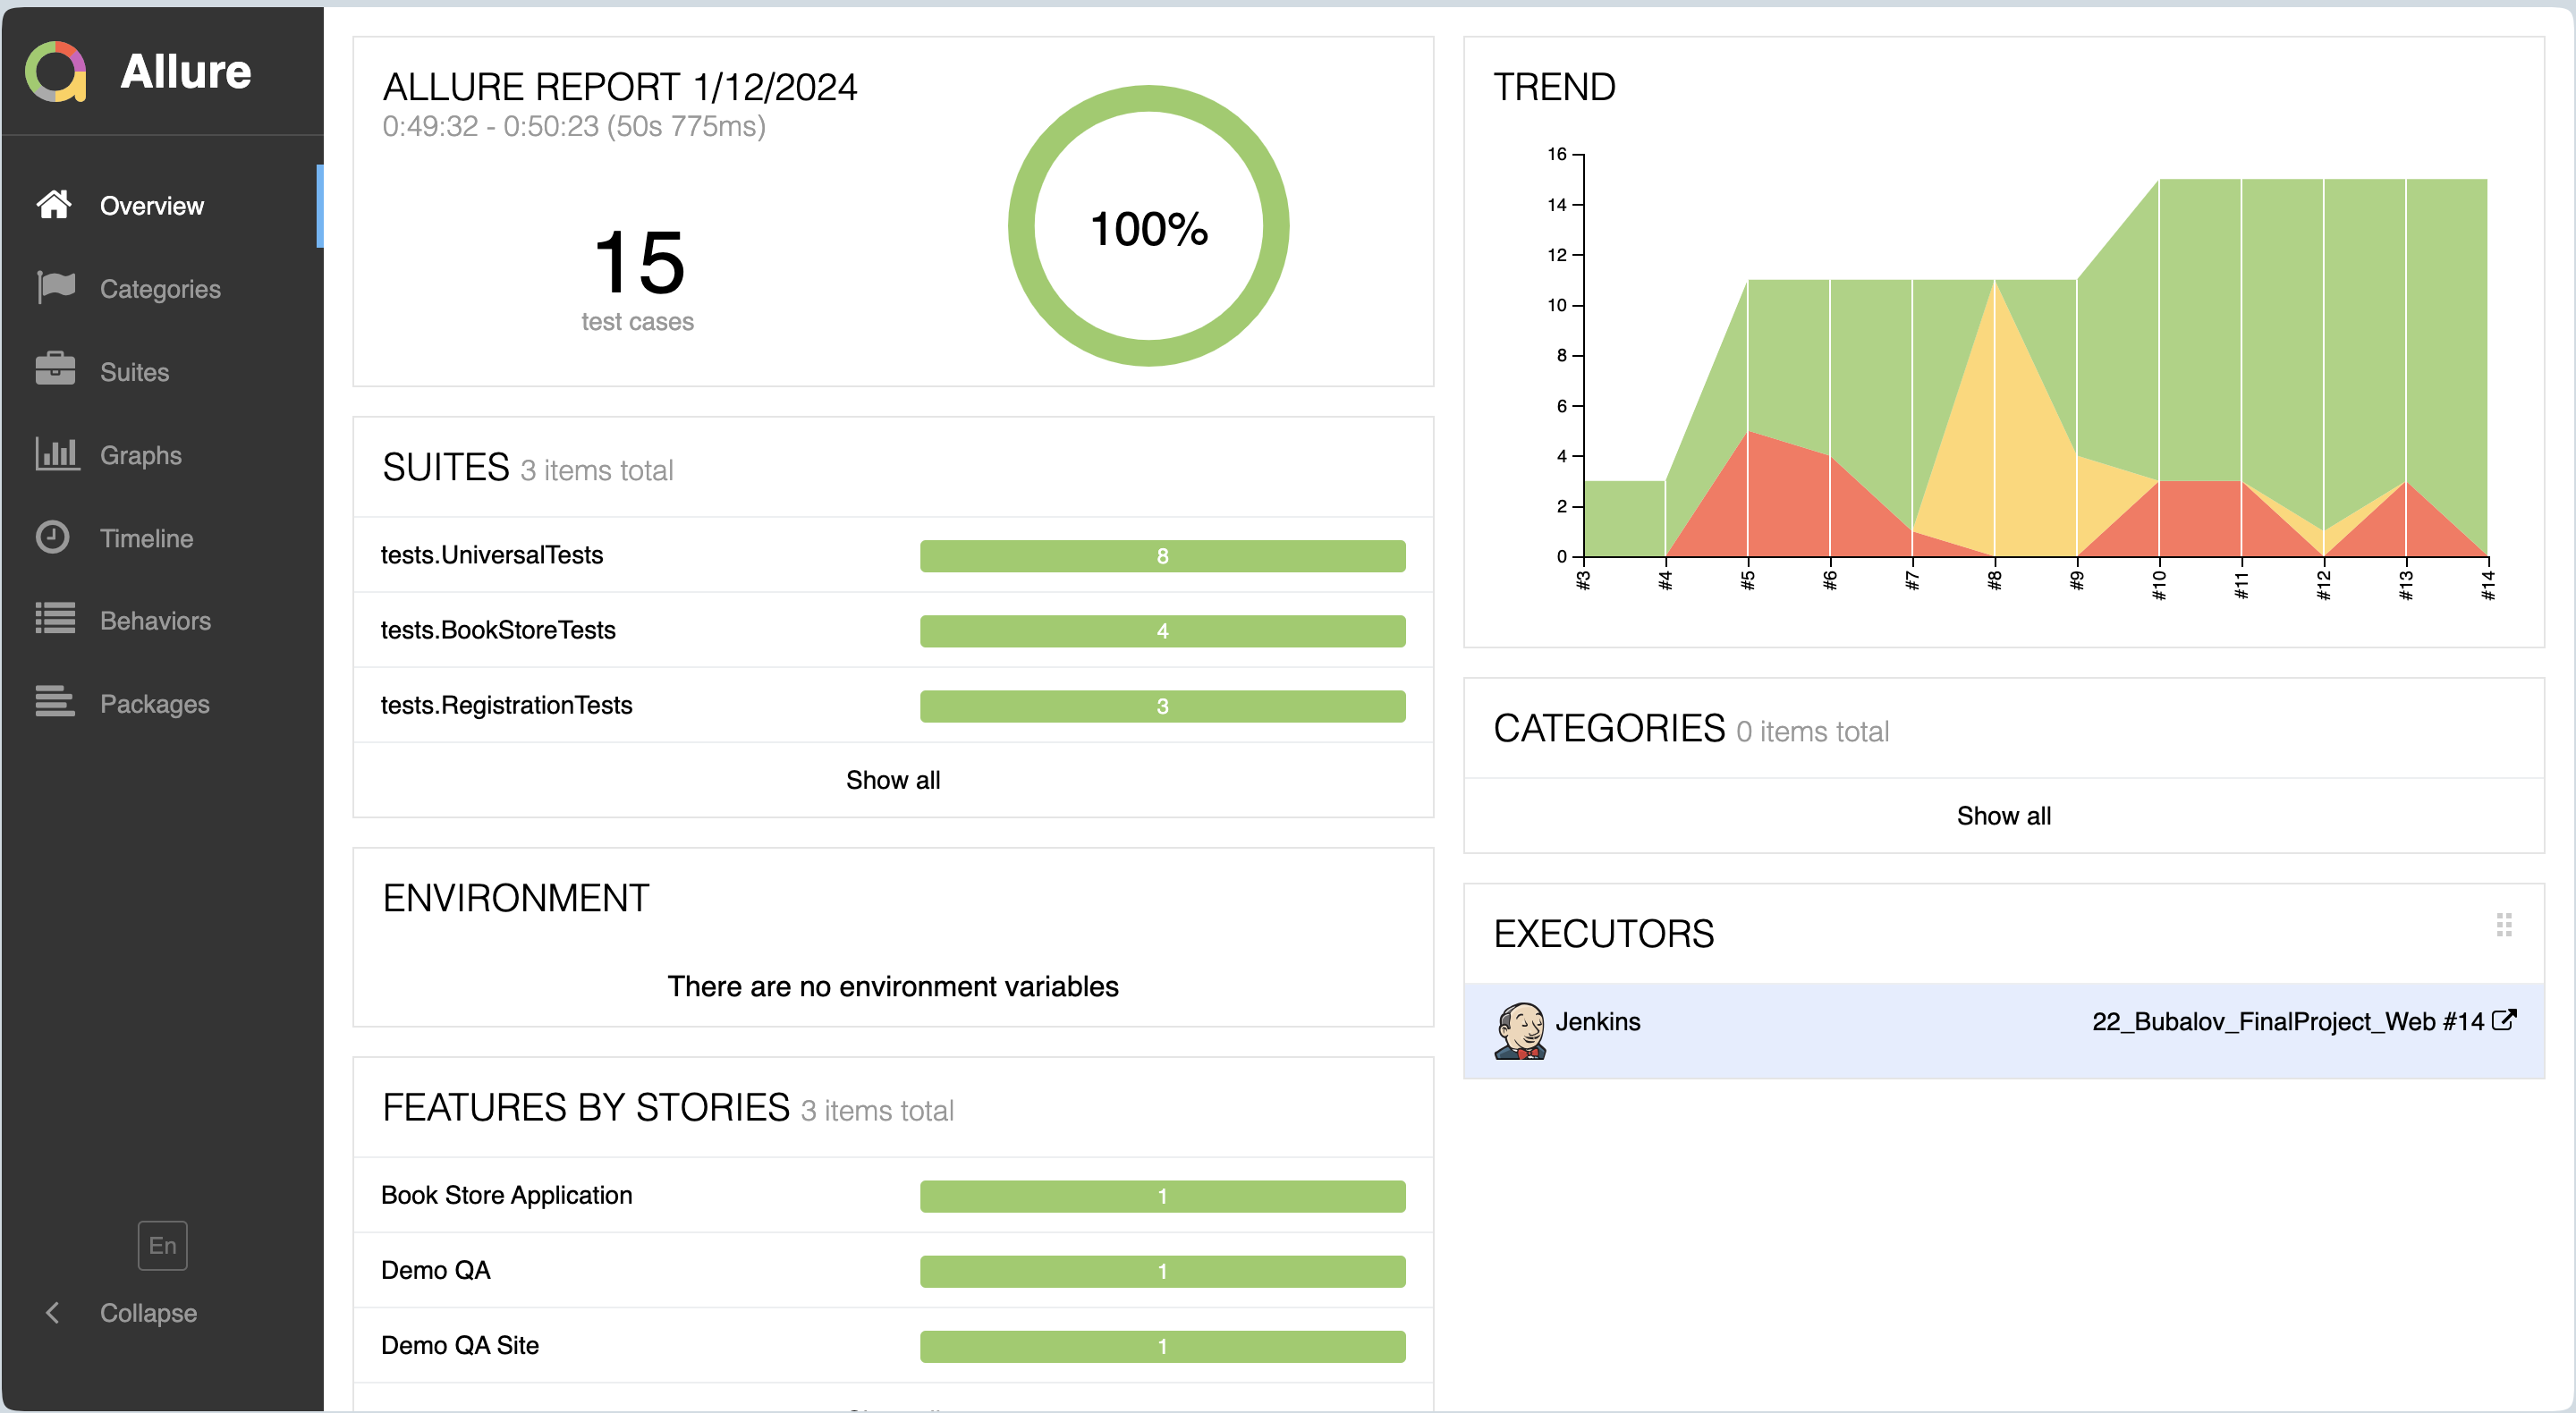 Allure
Overview
Categories
Suites
Graphs
Timeline
Behaviors
Packages
En
Collapse
ALLURE REPORT 1/12/2024
0:49:32 - 0:50:23 (50s 775ms)
15
test cases
100%
SUITES 3 items total
tests.UniversalTests 8
tests.BookStoreTests 4
tests.RegistrationTests 3
Show all
ENVIRONMENT
There are no environment variables
FEATURES BY STORIES 3 items total
Book Store Application 1
Demo QA 1
Demo QA Site 1
TREND
16
14
12
10
8
6
4
2
0
#3 #4 #5 #6 #7 #8 #9 #10 #11 #12 #13 #14
CATEGORIES 0 items total
Show all
EXECUTORS
Jenkins 22_Bubalov_FinalProject_Web #14